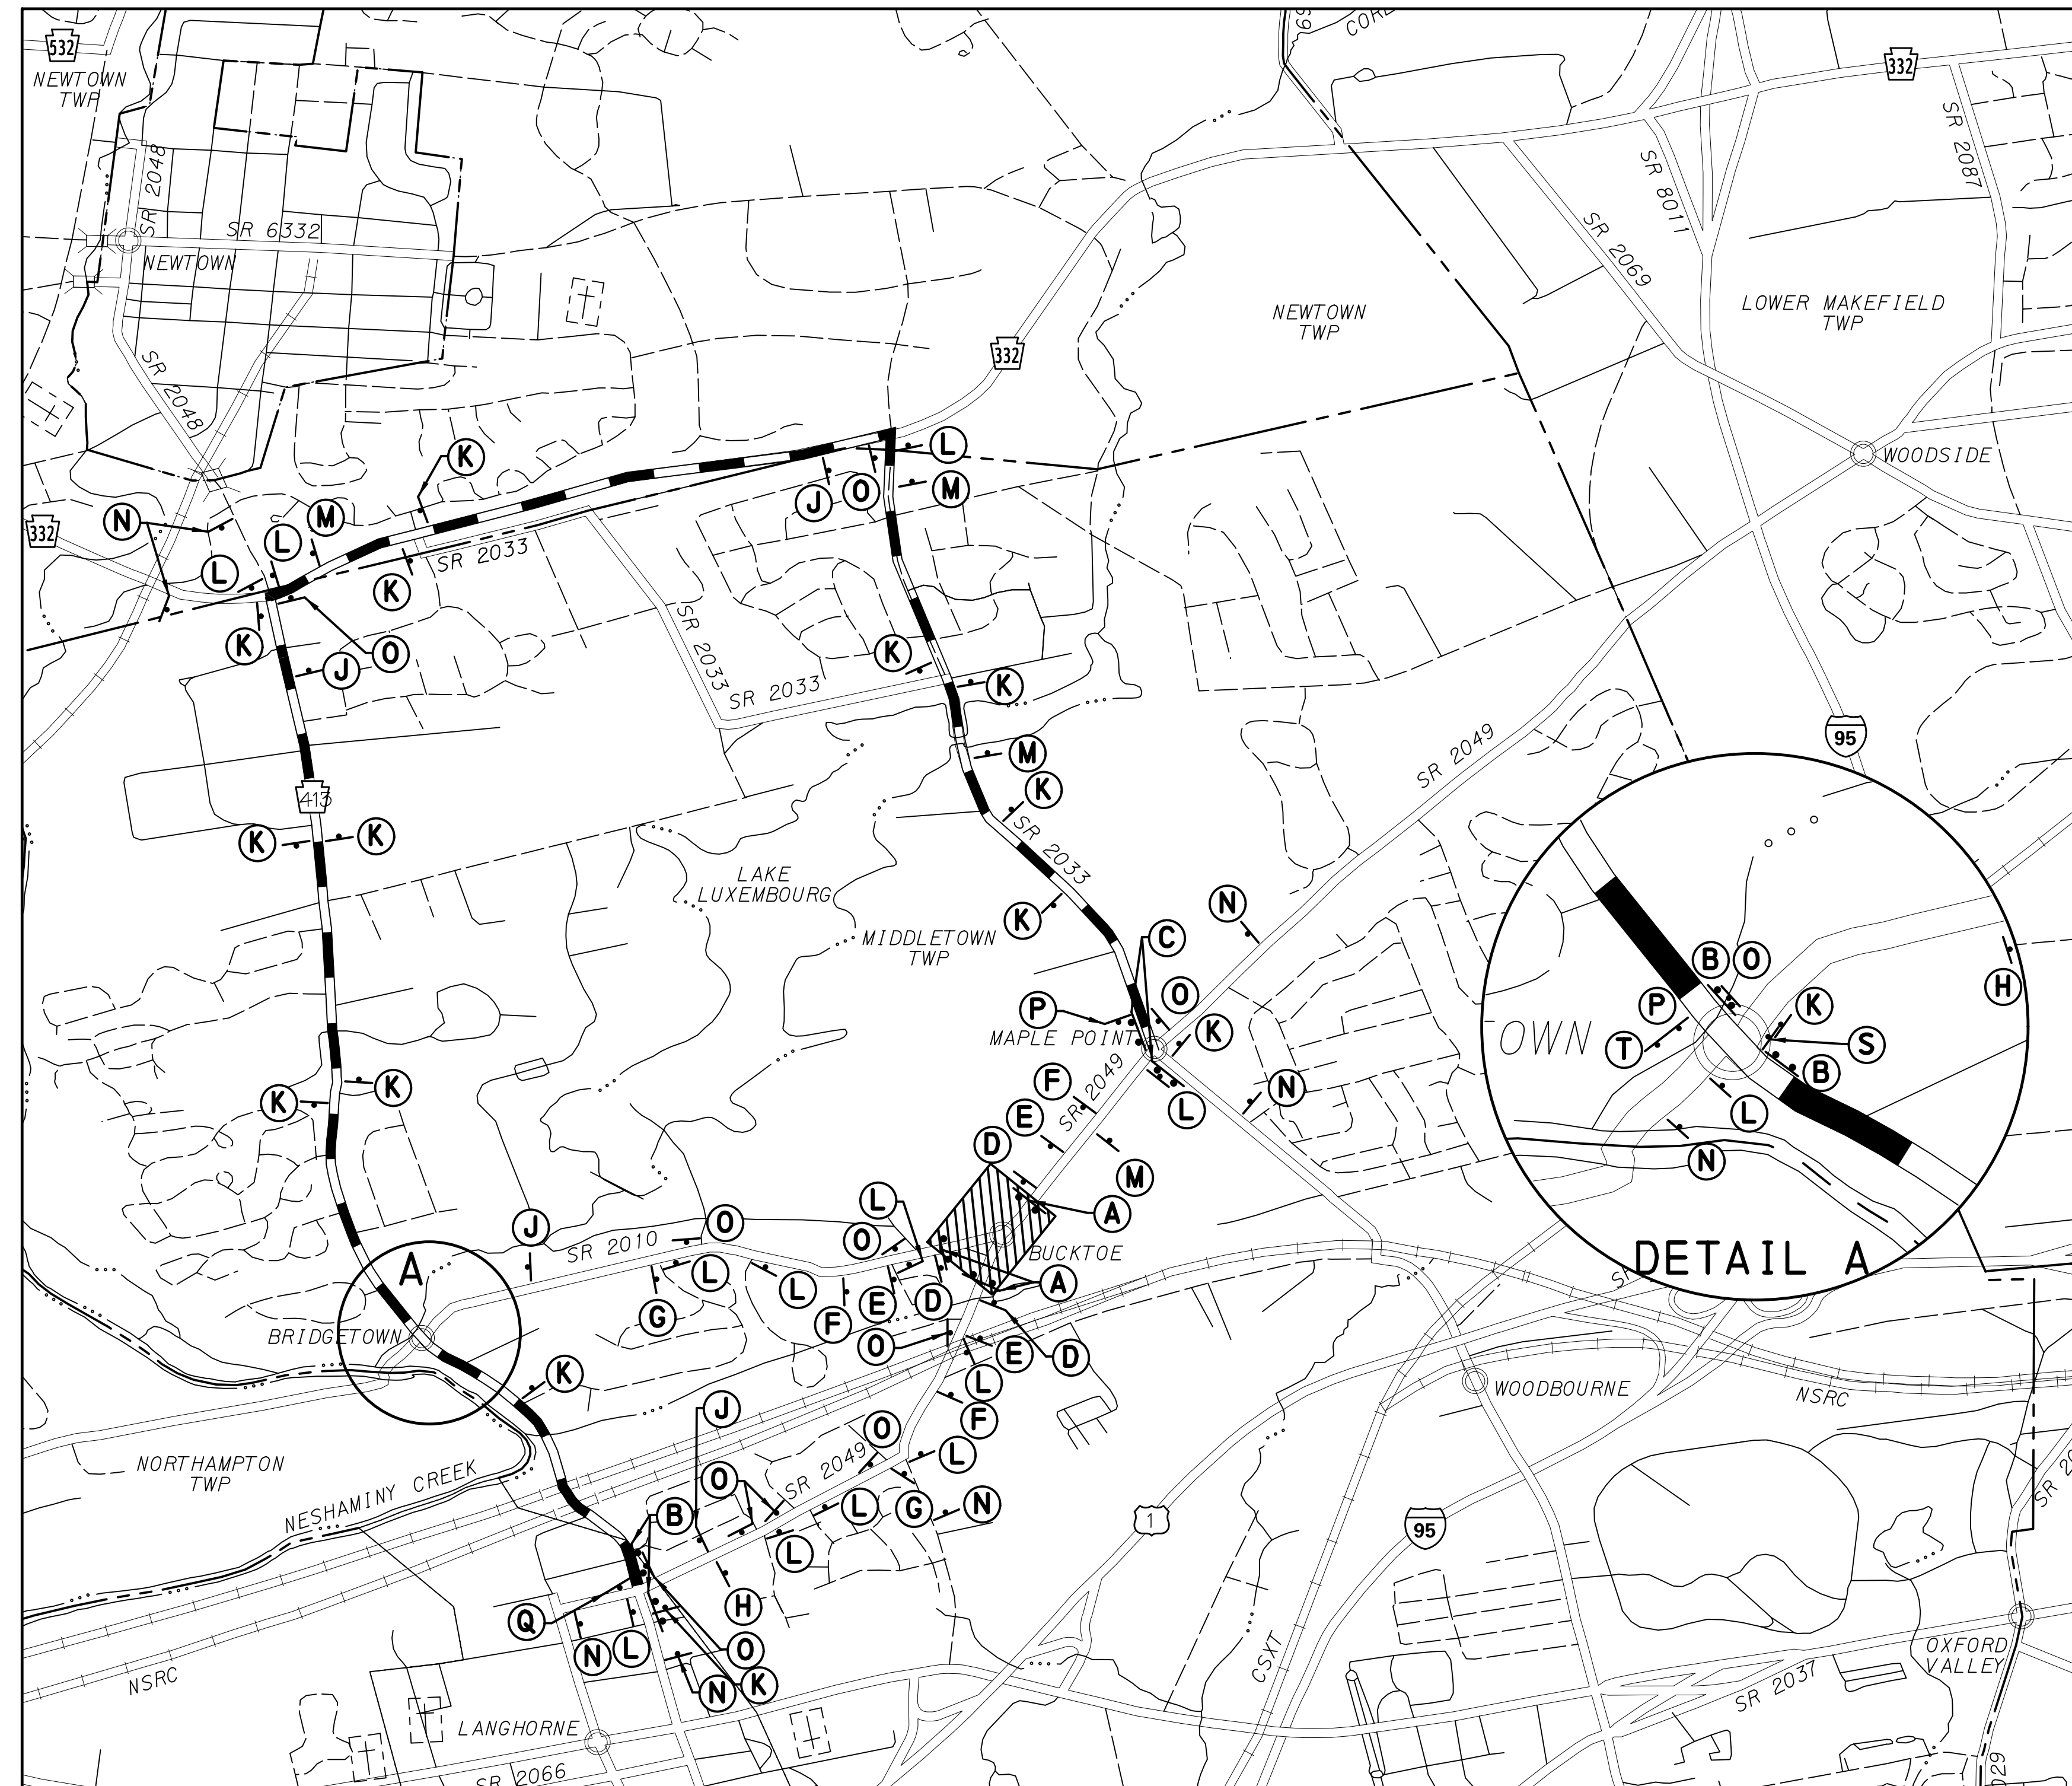 532
NEWTOWN
TWP
SR 2048
SR 6332
NEWTOWN
SR 2048
332
332
SR 8011
SR 2087
SR 2069
LOWER MAKEFIELD
TWP
NEWTOWN
TWP
332
WOODSIDE
K
L
J
O
M
N
M
L
L
332
SR 2033
K
K
O
J
SR 2033
SR 2033
K
K
M
K
SR 2033
SR 2049
95
413
K
K
LAKE
LUXEMBOURG
K
N
MIDDLETOWN
TWP
C
O
P
K
MAPLE POINT
F
SR 2049
N
L
E
D
M
K
K
L
A
J
O
SR 2010
O
BUCKTOE
A
A
L
L
G
E
D
F
BRIDGETOWN
O
E
D
K
L
F
J
O
L
NORTHAMPTON
TWP
NESHAMINY CREEK
O
SR 2049
L
G
N
B
L
H
Q
N
L
O
N
K
NSRC
LANGHORNE
SR 2066
1
95
WOODBOURNE
NSRC
CSXT
OXFORD
VALLEY
SR 2037
B
O
H
P
K
TOWN
T
S
B
L
N
DETAIL A